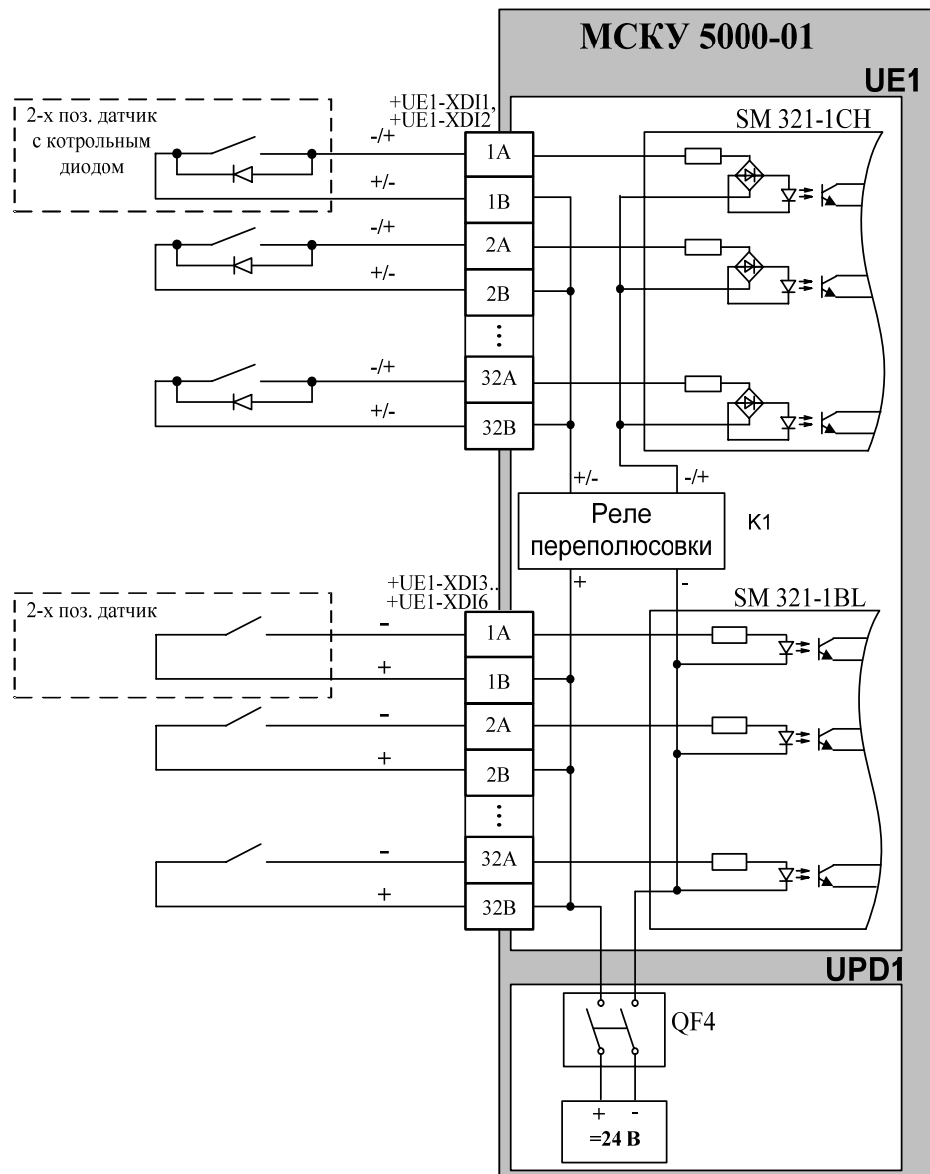 МСКУ 5000-01
UE1
2-х поз. датчик
с котрольным
диодом
+UE1-XDI1,
+UE1-XDI2
SM 321-1CH
-/+
1A
+/-
1B
-/+
2A
+/-
2B
...
-/+
32A
+/-
32B
+/-
-/+
Реле
переполюсовки
K1
+
-
+UE1-XDI3..
+UE1-XDI6
SM 321-1BL
2-х поз. датчик
-
1A
+
1B
-
2A
+
2B
...
-
32A
+
32B
UPD1
QF4
+ -
=24 В